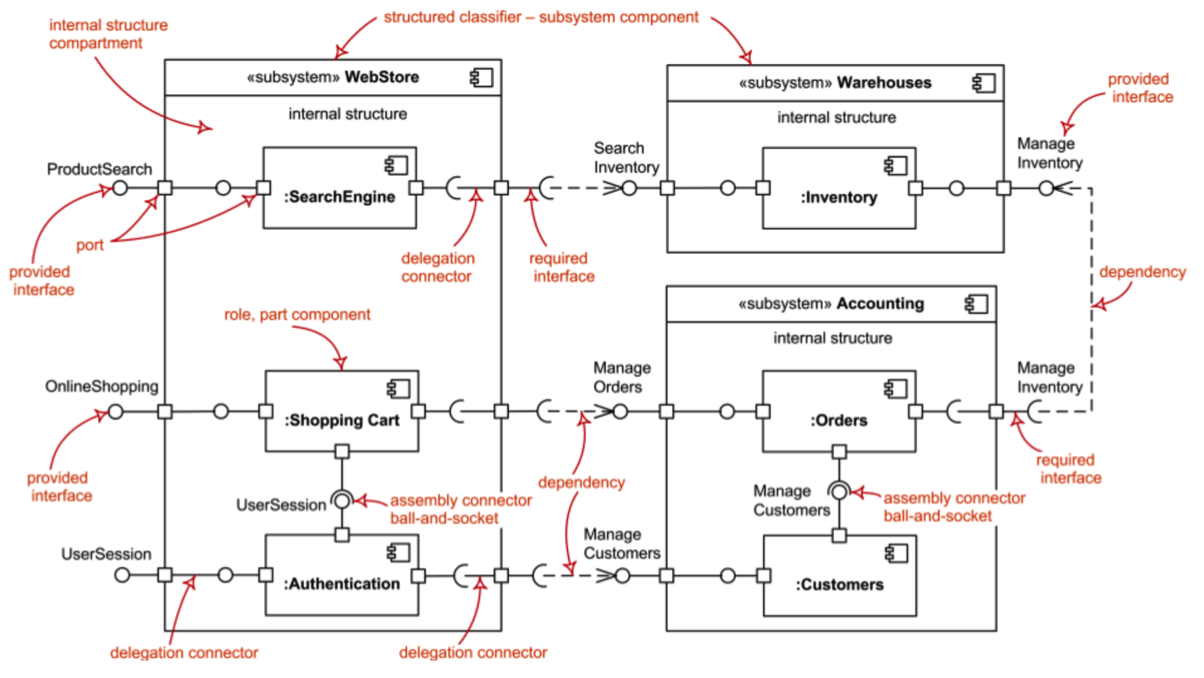 structured classifier – subsystem component
internal structure
compartment
«subsystem» WebStore
internal structure
«subsystem» Warehouses
internal structure
provided
interface
ProductSearch
:SearchEngine
Search
Inventory
:Inventory
Manage
Inventory
port
provided
interface
delegation
connector
required
interface
dependency
role, part component
«subsystem» Accounting
internal structure
OnlineShopping
:Shopping Cart
Manage
Orders
:Orders
Manage
Inventory
provided
interface
dependency
required
interface
UserSession
assembly connector
ball-and-socket
Manage
Customers
assembly connector
ball-and-socket
UserSession
:Authentication
Manage
Customers
:Customers
delegation connector
delegation connector